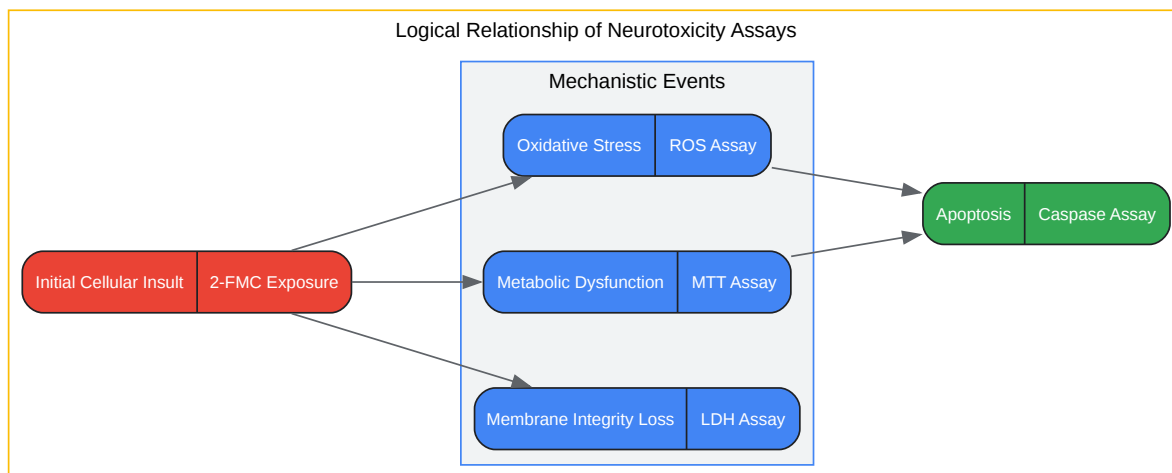 Logical Relationship of Neurotoxicity Assays
Mechanistic Events
Oxidative Stress
ROS Assay
Apoptosis
Caspase Assay
Initial Cellular Insult
2-FMC Exposure
Metabolic Dysfunction
MTT Assay
Membrane Integrity Loss
LDH Assay